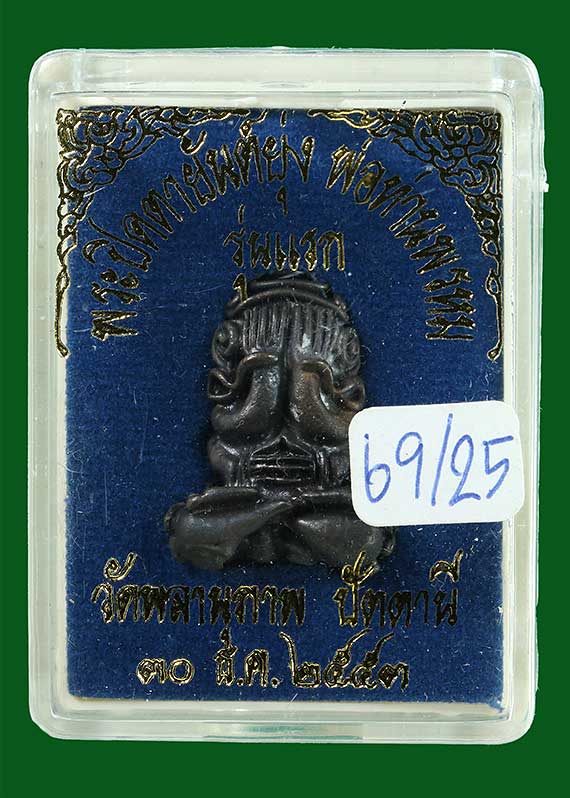 พระปิดตายันต์ยุ่ง พ่อท่านพรหม
รุ่นแรก
69/25
วัดพลานุภาพ ปัตตานี
๓๐ ธ.ค. ๒๕๕๓